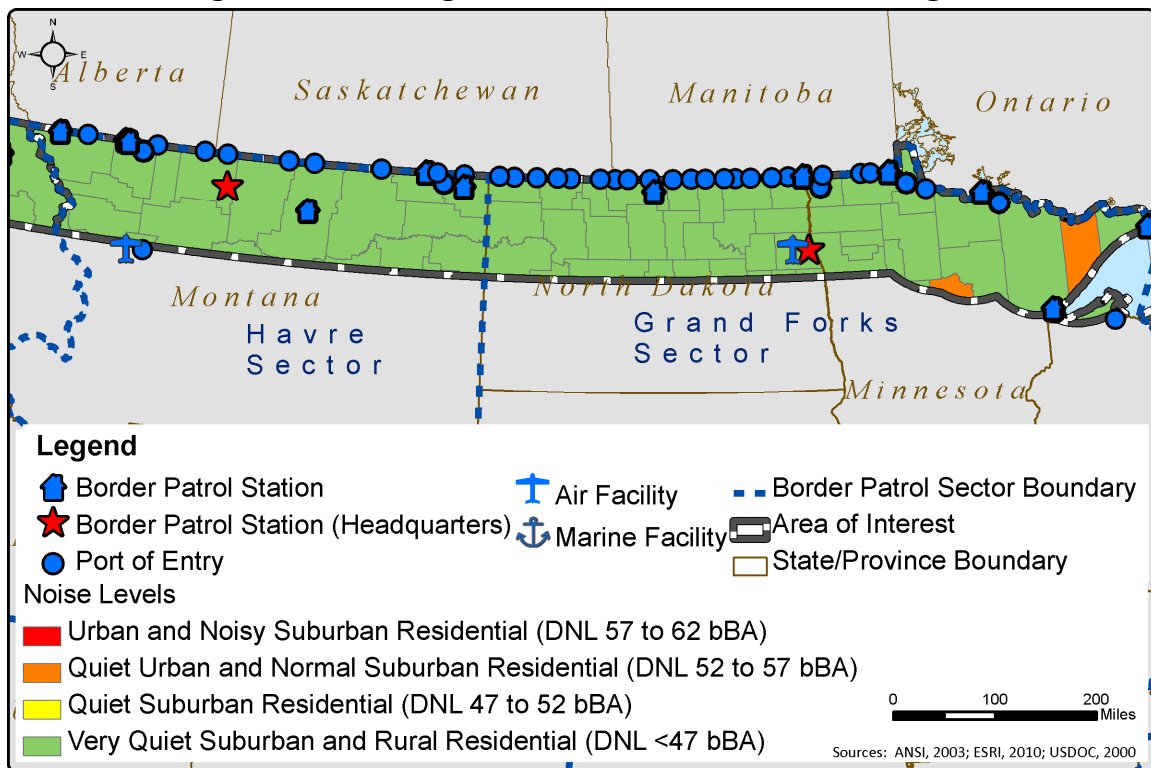 N
W E
S
Alberta
Saskatchewan
Manitoba
Ontario
Montana
North Dakota
Minnesota
Havre
Sector
Grand Forks
Sector
Legend
Border Patrol Station
Border Patrol Station (Headquarters)
Port of Entry
Air Facility
Marine Facility
Border Patrol Sector Boundary
Area of Interest
State/Province Boundary
Noise Levels
Urban and Noisy Suburban Residential (DNL 57 to 62 bBA)
Quiet Urban and Normal Suburban Residential (DNL 52 to 57 bBA)
Quiet Suburban Residential (DNL 47 to 52 bBA)
Very Quiet Suburban and Rural Residential (DNL <47 bBA)
0 100 200
Miles
Sources: ANSI, 2003; ESRI, 2010; USDOC, 2000